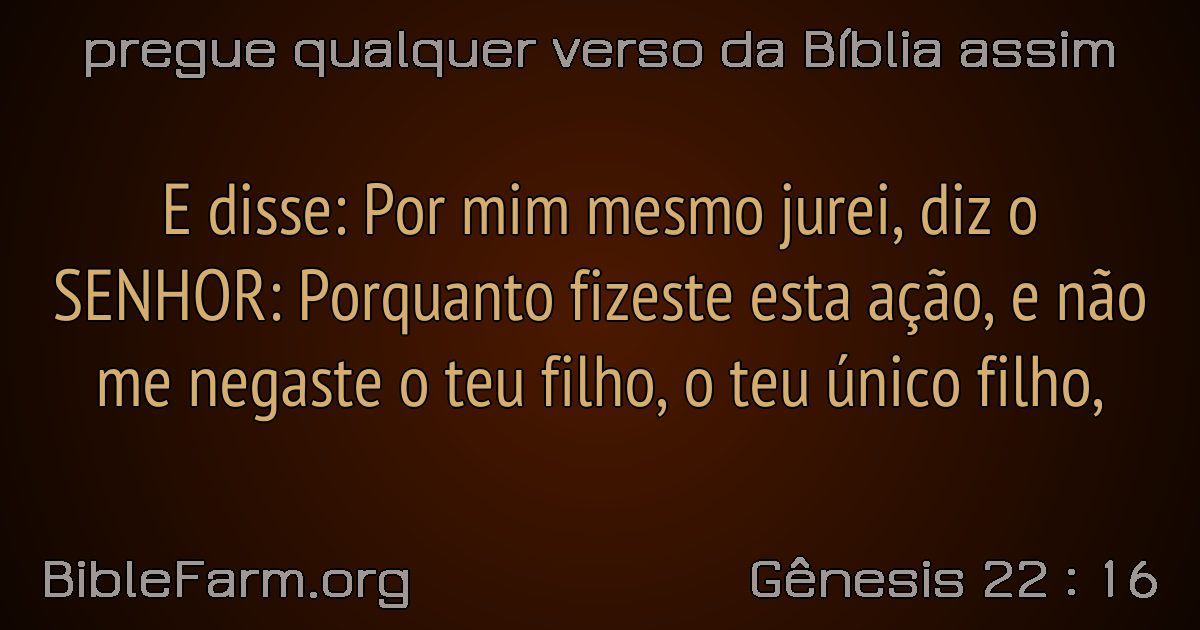 pregue qualquer verso da Bíblia assim
E disse: Por mim mesmo jurei, diz o
SENHOR: Porquanto fizeste esta ação, e não
me negaste o teu filho, o teu único filho,
BibleFarm.org
Gênesis 22 : 16